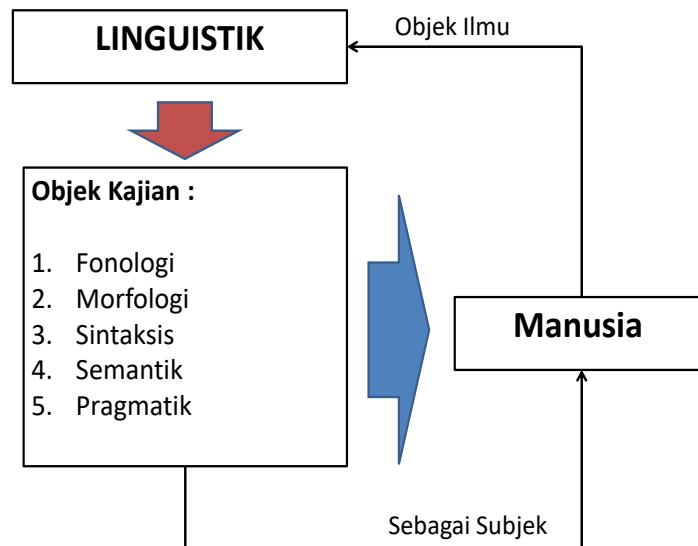 LINGUISTIK
Objek Ilmu
Objek Kajian :
1. Fonologi
2. Morfologi
3. Sintaksis
4. Semantik
5. Pragmatik
Manusia
Sebagai Subjek